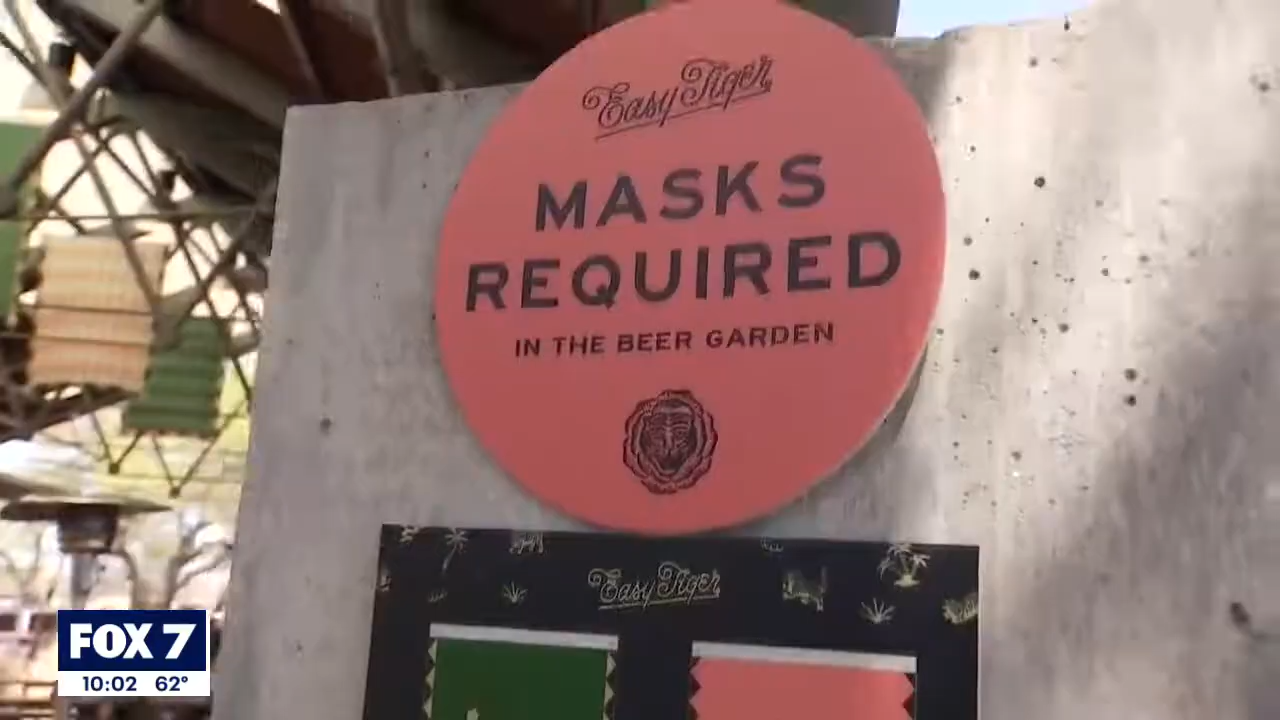 Easy Tiger
MASKS
REQUIRED
IN THE BEER GARDEN
Easy Tiger
FOX 7
10:02 62°